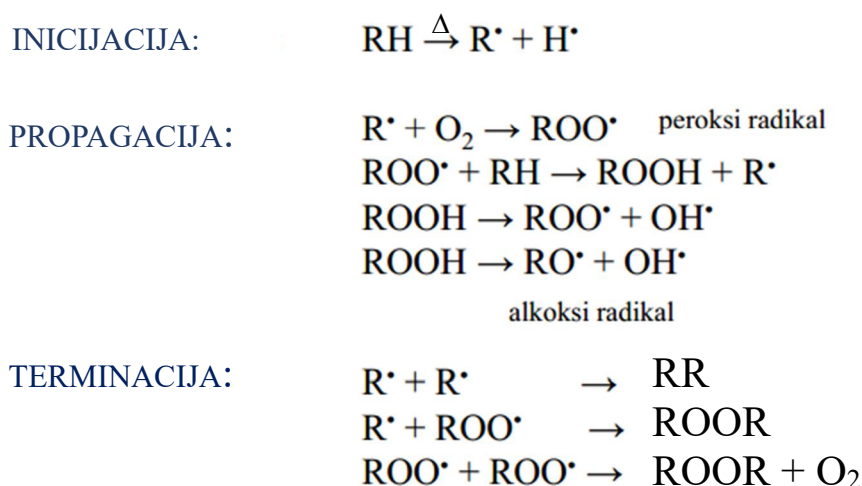 INICIJACIJA: RH →Δ R• + H•
PROPAGACIJA: R• + O₂ → ROO• peroksi radikal
ROO• + RH → ROOH + R•
ROOH → ROO• + OH•
ROOH → RO• + OH•
alkoksi radikal
TERMINACIJA: R• + R• → RR
R• + ROO• → ROOR
ROO• + ROO• → ROOR + O₂